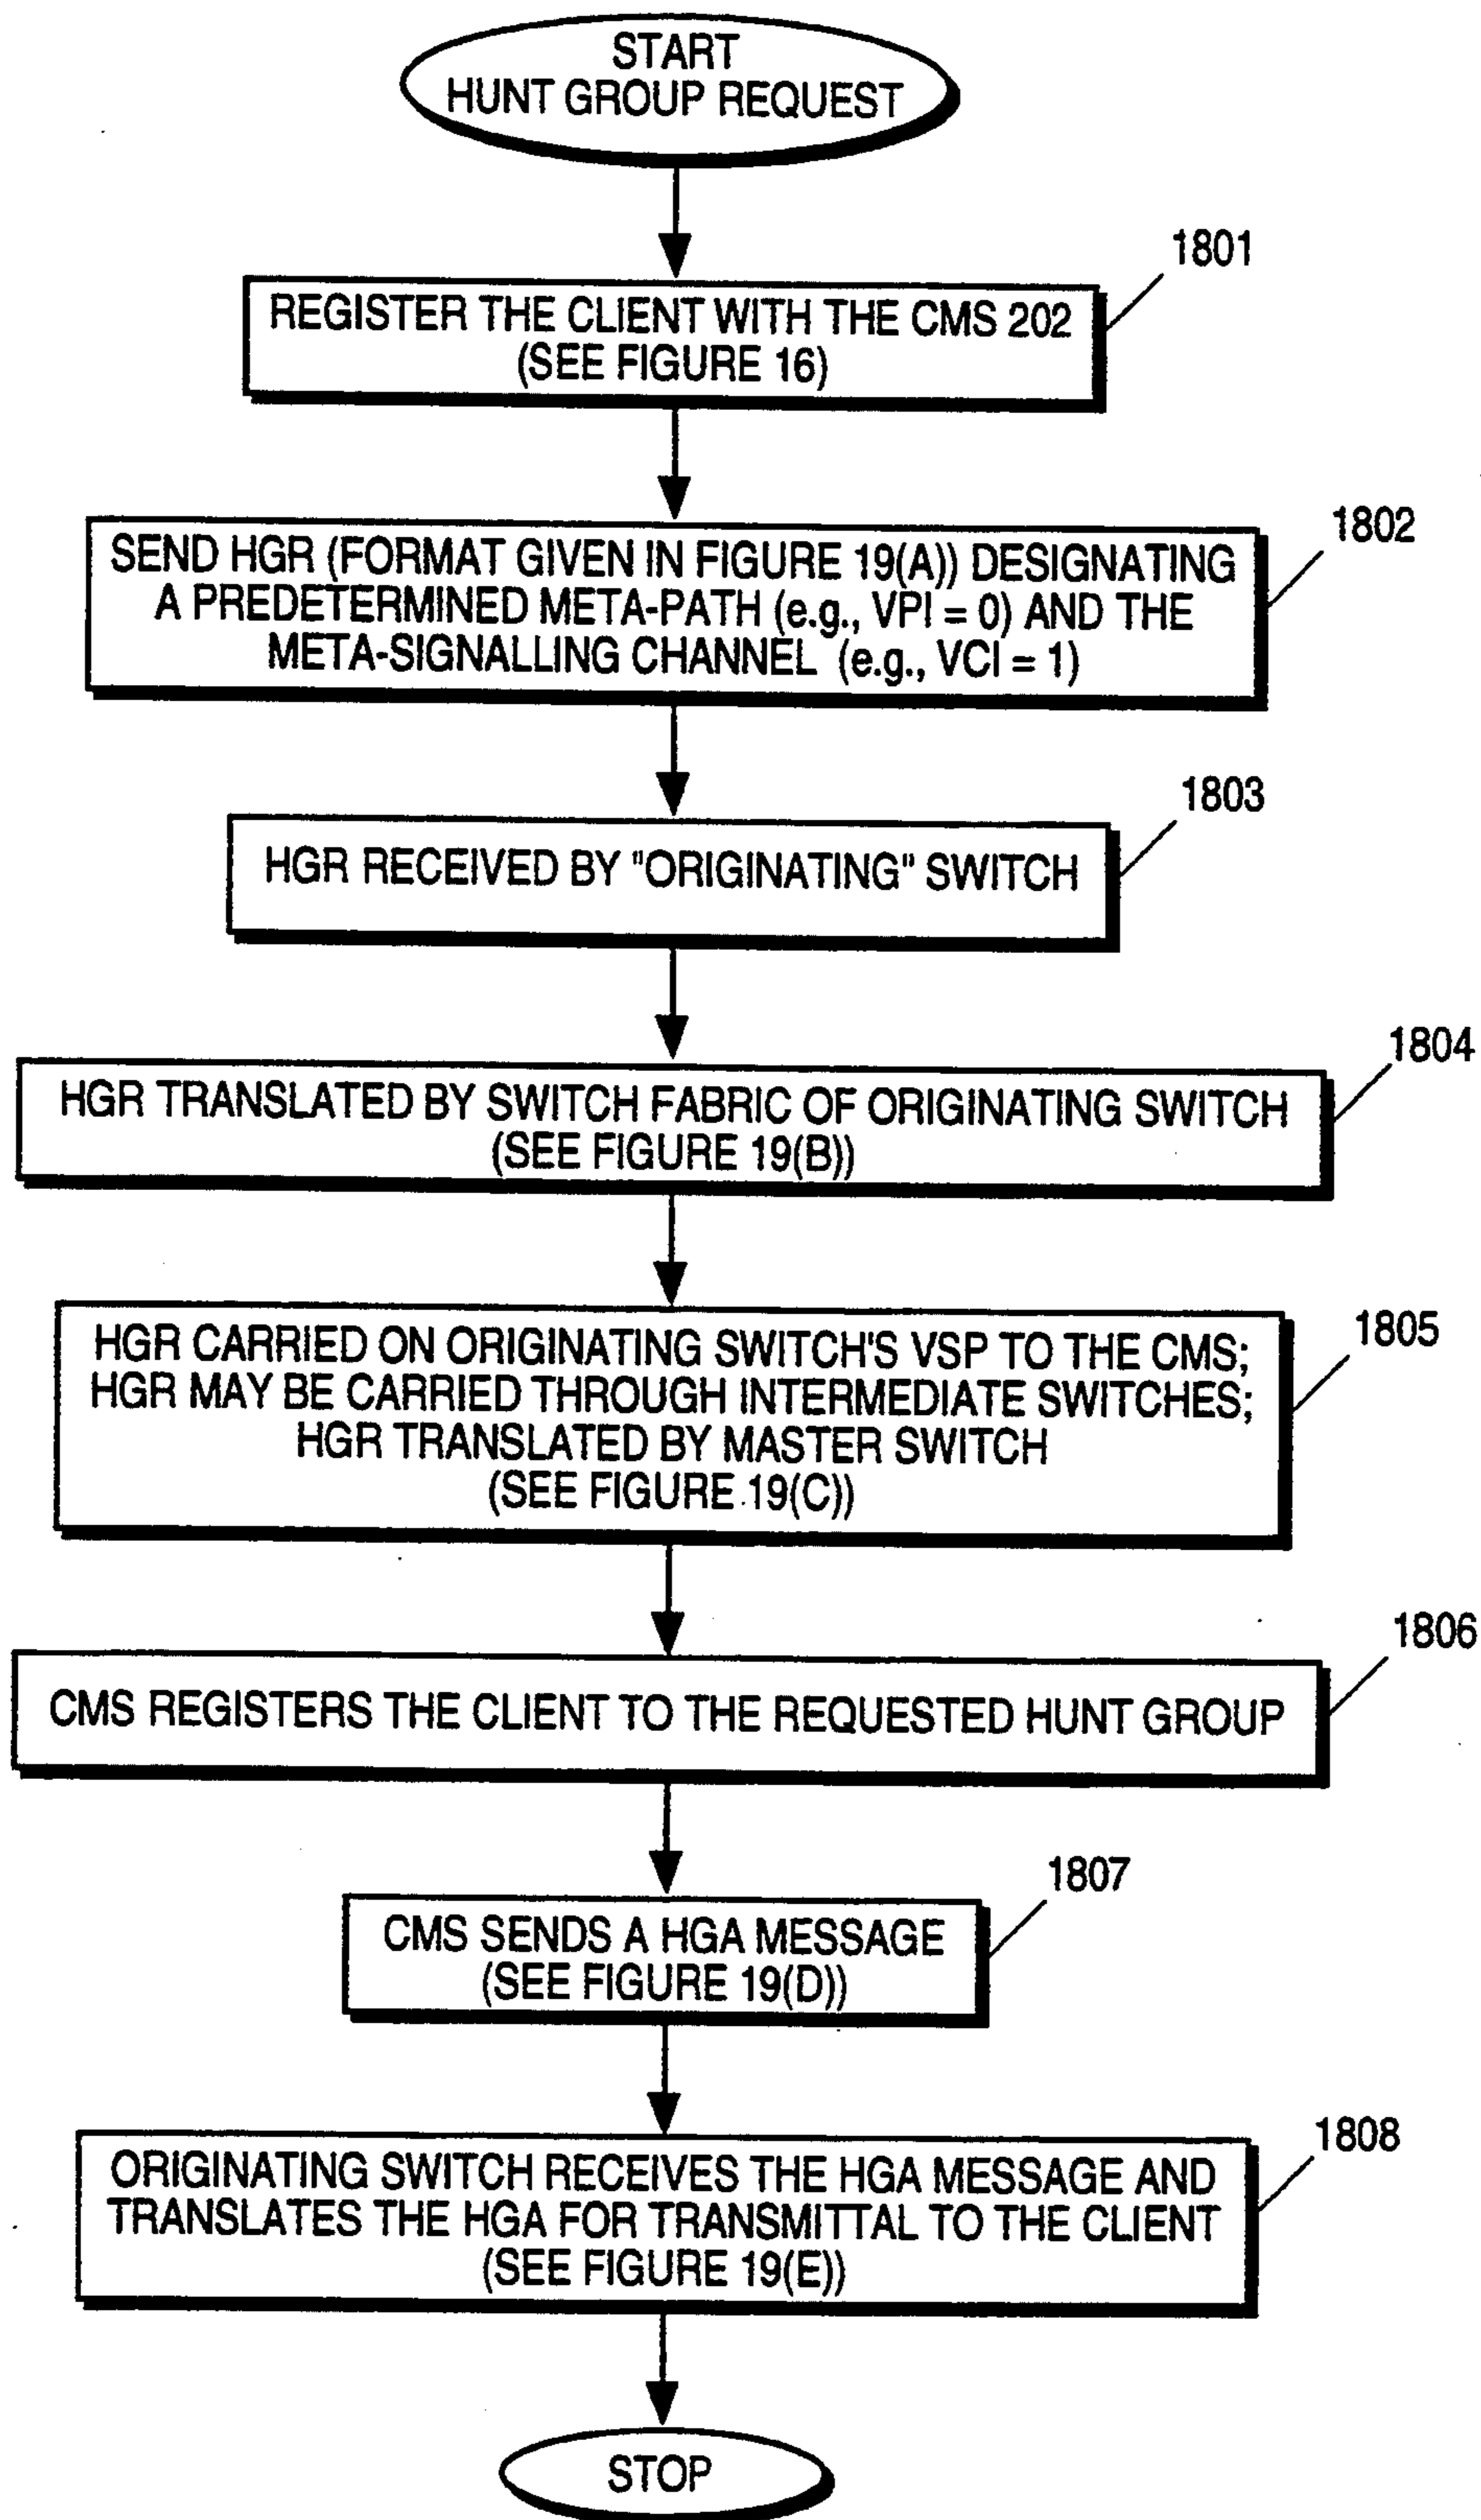 START
HUNT GROUP REQUEST
1801
REGISTER THE CLIENT WITH THE CMS 202
(SEE FIGURE 16)
1802
SEND HGR (FORMAT GIVEN IN FIGURE 19(A)) DESIGNATING
A PREDETERMINED META-PATH (e.g., VPI = 0) AND THE
META-SIGNALLING CHANNEL (e.g., VCI = 1)
1803
HGR RECEIVED BY "ORIGINATING" SWITCH
1804
HGR TRANSLATED BY SWITCH FABRIC OF ORIGINATING SWITCH
(SEE FIGURE 19(B))
1805
HGR CARRIED ON ORIGINATING SWITCH'S VSP TO THE CMS;
HGR MAY BE CARRIED THROUGH INTERMEDIATE SWITCHES;
HGR TRANSLATED BY MASTER SWITCH
(SEE FIGURE 19(C))
1806
CMS REGISTERS THE CLIENT TO THE REQUESTED HUNT GROUP
1807
CMS SENDS A HGA MESSAGE
(SEE FIGURE 19(D))
1808
ORIGINATING SWITCH RECEIVES THE HGA MESSAGE AND
TRANSLATES THE HGA FOR TRANSMITTAL TO THE CLIENT
(SEE FIGURE 19(E))
STOP